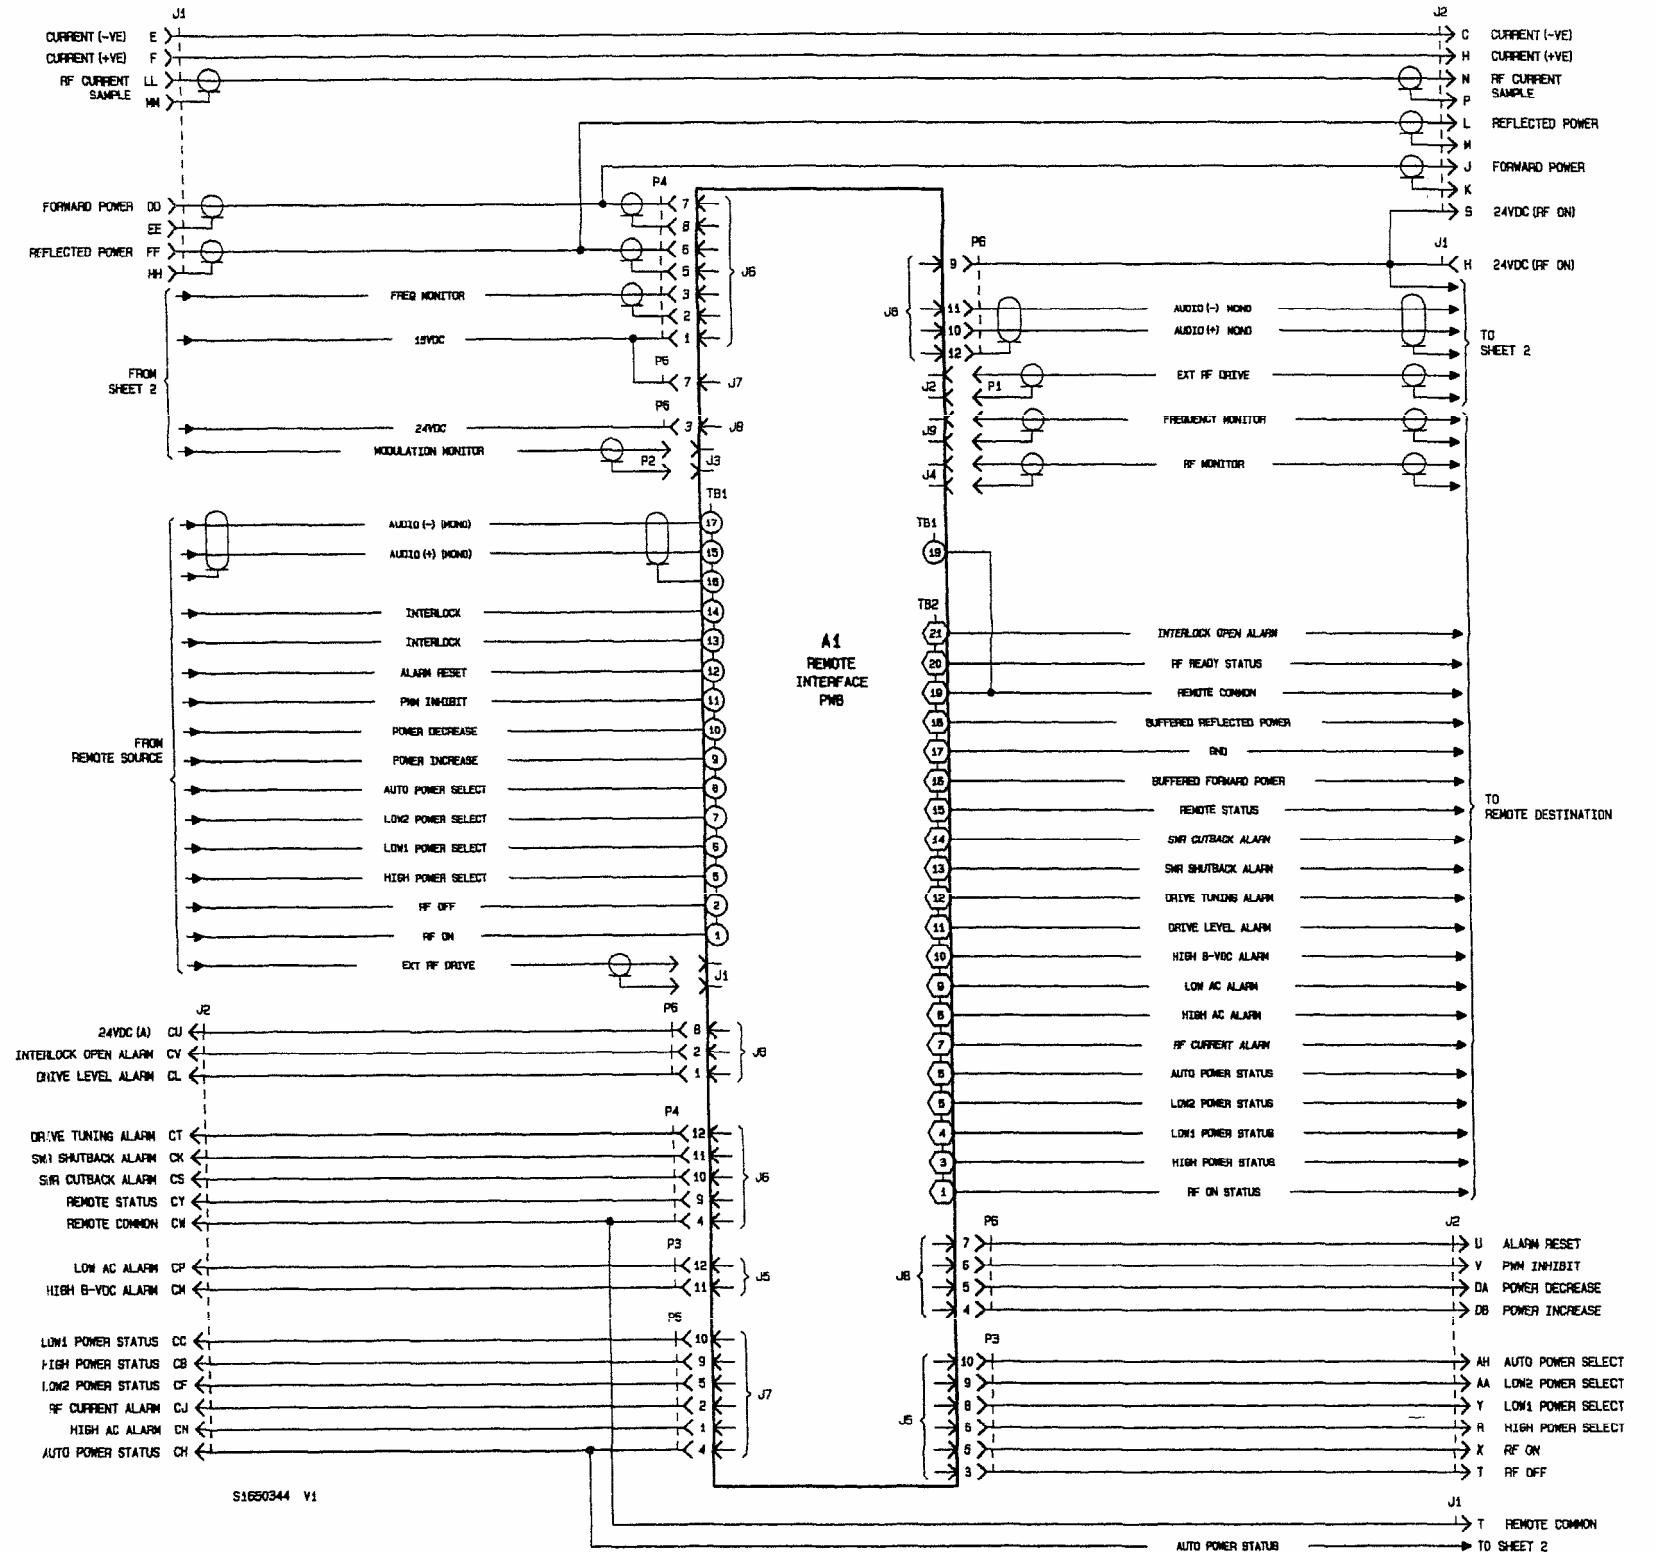 J1
CURRENT (-VE) E
CURRENT (+VE) F
RF CURRENT LL
SAMPLE
MM
J2
C CURRENT (-VE)
H CURRENT (+VE)
N RF CURRENT
SAMPLE
P
L REFLECTED POWER
M
J FORWARD POWER
K
S 24VDC (RF ON)
J1
H 24VDC (RF ON)
FORWARD POWER DD
EE
REFLECTED POWER FF
HH
P4
7
8
6
5
3
2
1
J6
FREQ MONITOR
15VDC
P5
7
J7
FROM
SHEET 2
P6
24VDC
3
J8
MODULATION MONITOR
P2
J3
P6
9
J8
11
10
12
AUDIO (-) MONO
AUDIO (+) MONO
TO
SHEET 2
J2
P1
EXT RF DRIVE
J9
FREQUENCY MONITOR
J4
RF MONITOR
TB1
AUDIO (-) (MONO) 17
AUDIO (+) (MONO) 15
16
INTERLOCK 14
INTERLOCK 13
ALARM RESET 12
PWM INHIBIT 11
POWER DECREASE 10
FROM
REMOTE SOURCE
POWER INCREASE 9
AUTO POWER SELECT 8
LOW2 POWER SELECT 7
LOW1 POWER SELECT 6
HIGH POWER SELECT 5
RF OFF 2
RF ON 1
EXT RF DRIVE
J1
A1
REMOTE
INTERFACE
PWB
TB1
19
TB2
21 INTERLOCK OPEN ALARM
20 RF READY STATUS
19 REMOTE COMMON
18 BUFFERED REFLECTED POWER
17 GND
16 BUFFERED FORWARD POWER
15 REMOTE STATUS
14 SWR CUTBACK ALARM
13 SWR SHUTBACK ALARM
12 DRIVE TUNING ALARM
11 DRIVE LEVEL ALARM
10 HIGH B-VDC ALARM
9 LOW AC ALARM
8 HIGH AC ALARM
7 RF CURRENT ALARM
6 AUTO POWER STATUS
5 LOW2 POWER STATUS
4 LOW1 POWER STATUS
3 HIGH POWER STATUS
1 RF ON STATUS
TO
REMOTE DESTINATION
J2
P6
24VDC (A) CU 8
INTERLOCK OPEN ALARM CV 2
DRIVE LEVEL ALARM CL 1
J8
P4
DRIVE TUNING ALARM CT 12
SWR SHUTBACK ALARM CK 11
SWR CUTBACK ALARM CS 10
REMOTE STATUS CY 9
REMOTE COMMON CW 4
J6
P3
LOW AC ALARM CP 12
HIGH B-VDC ALARM CM 11
J5
P5
LOW1 POWER STATUS CC 10
HIGH POWER STATUS CB 9
LOW2 POWER STATUS CF 5
RF CURRENT ALARM CJ 2
HIGH AC ALARM CN 1
AUTO POWER STATUS CH 4
J7
P6
J2
J8
7 U ALARM RESET
6 V PWM INHIBIT
5 DA POWER DECREASE
4 DB POWER INCREASE
P3
J5
10 AH AUTO POWER SELECT
9 AA LOW2 POWER SELECT
8 Y LOW1 POWER SELECT
6 R HIGH POWER SELECT
5 X RF ON
3 T RF OFF
S1650344 V1
J1
T REMOTE COMMON
AUTO POWER STATUS TO SHEET 2